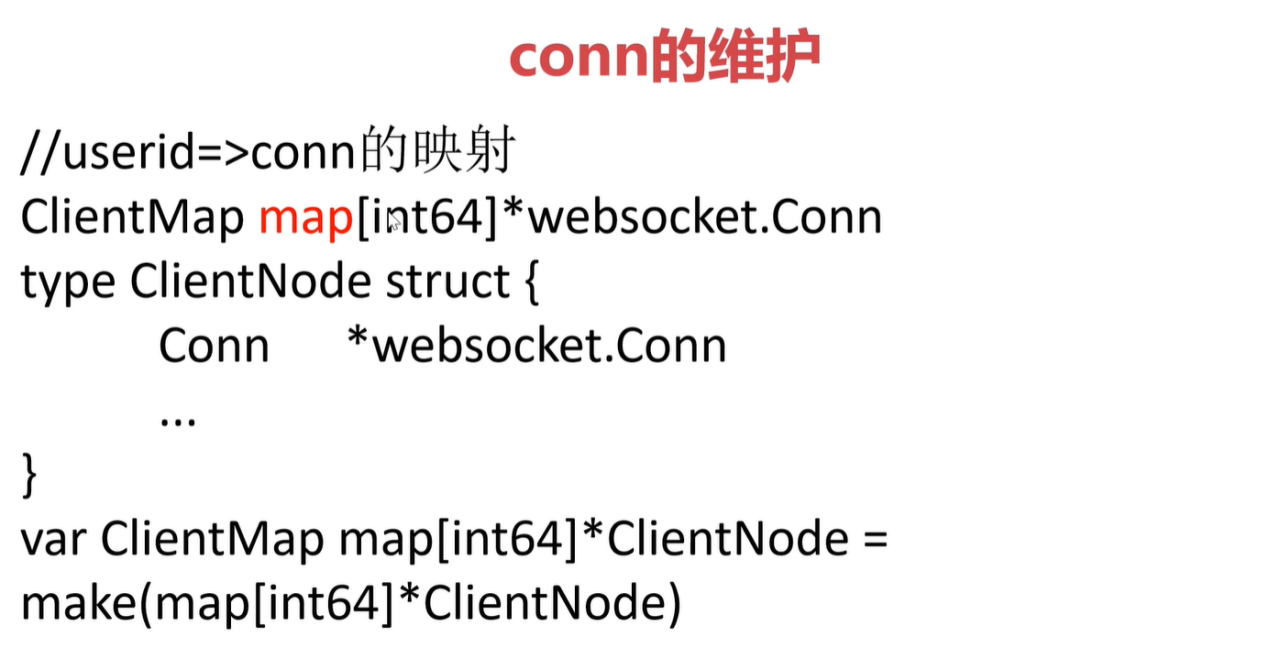 conn的维护
//userid=>conn的映射
ClientMap map[int64]*websocket.Conn
type ClientNode struct {
Conn *websocket.Conn
...
}
var ClientMap map[int64]*ClientNode =
make(map[int64]*ClientNode)